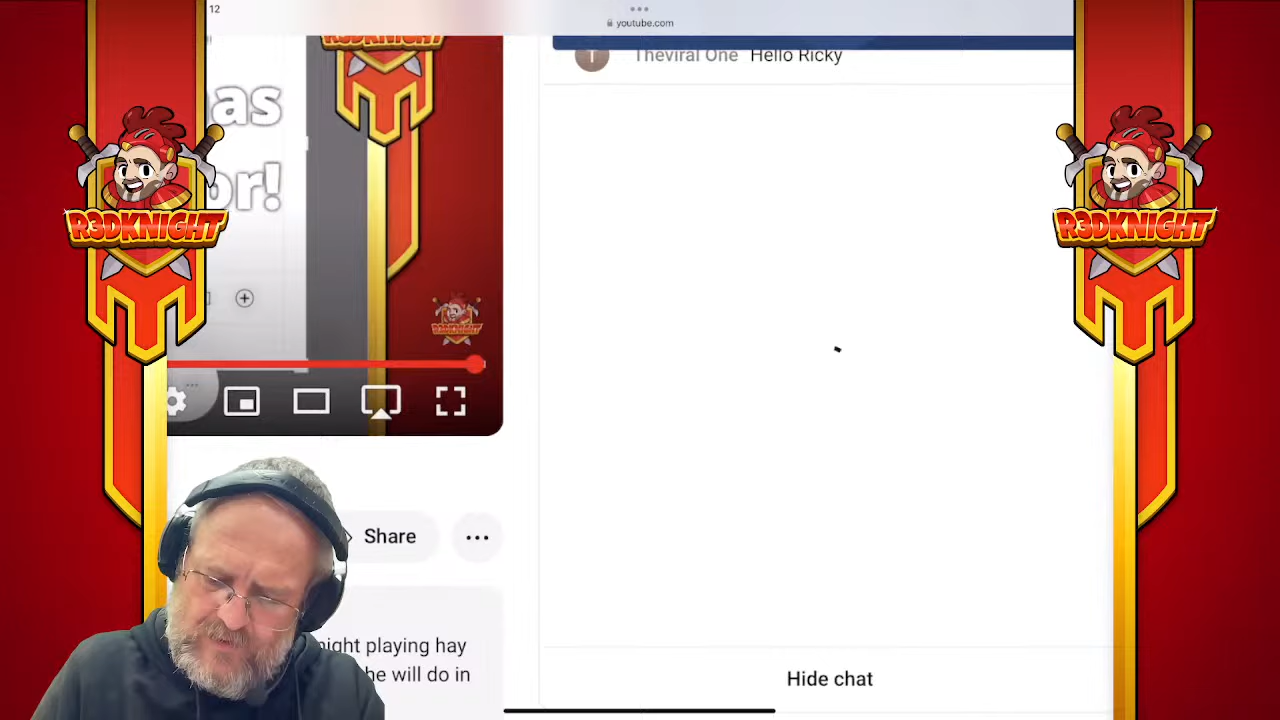 12
youtube.com
R3DKNIGHT
as
or!
Theviral One Hello Ricky
R3DKNIGHT
R3DKNIGHT
Share
night playing hay
he will do in
Hide chat